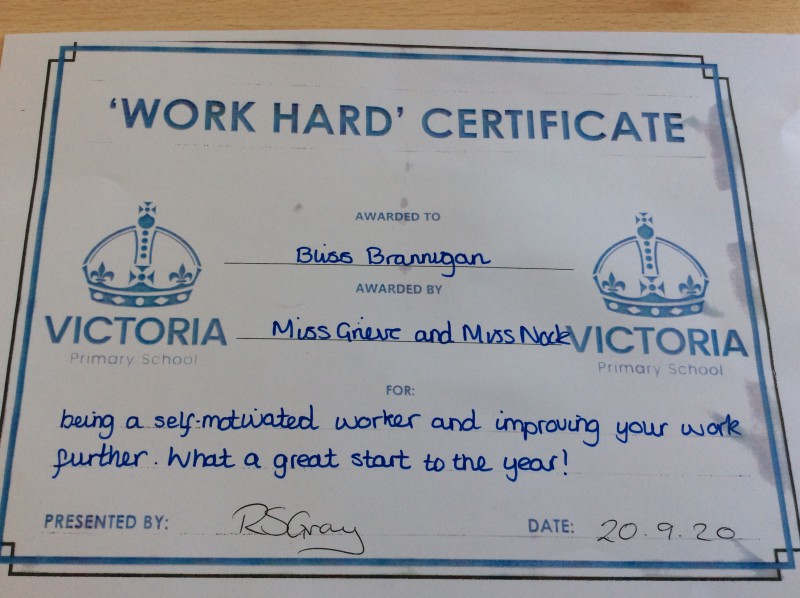 'WORK HARD' CERTIFICATE
AWARDED TO
Bliss Brannigan
AWARDED BY
Miss Grieve and Miss Nock
VICTORIA
Primary School
VICTORIA
Primary School
FOR:
being a self-motivated worker and improving your work
further. What a great start to the year!
PRESENTED BY: RSGray
DATE: 20.9.20